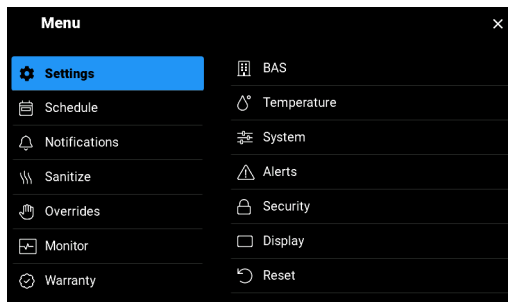 Menu
Settings
Schedule
Notifications
Sanitize
Overrides
Monitor
Warranty
BAS
Temperature
System
Alerts
Security
Display
Reset